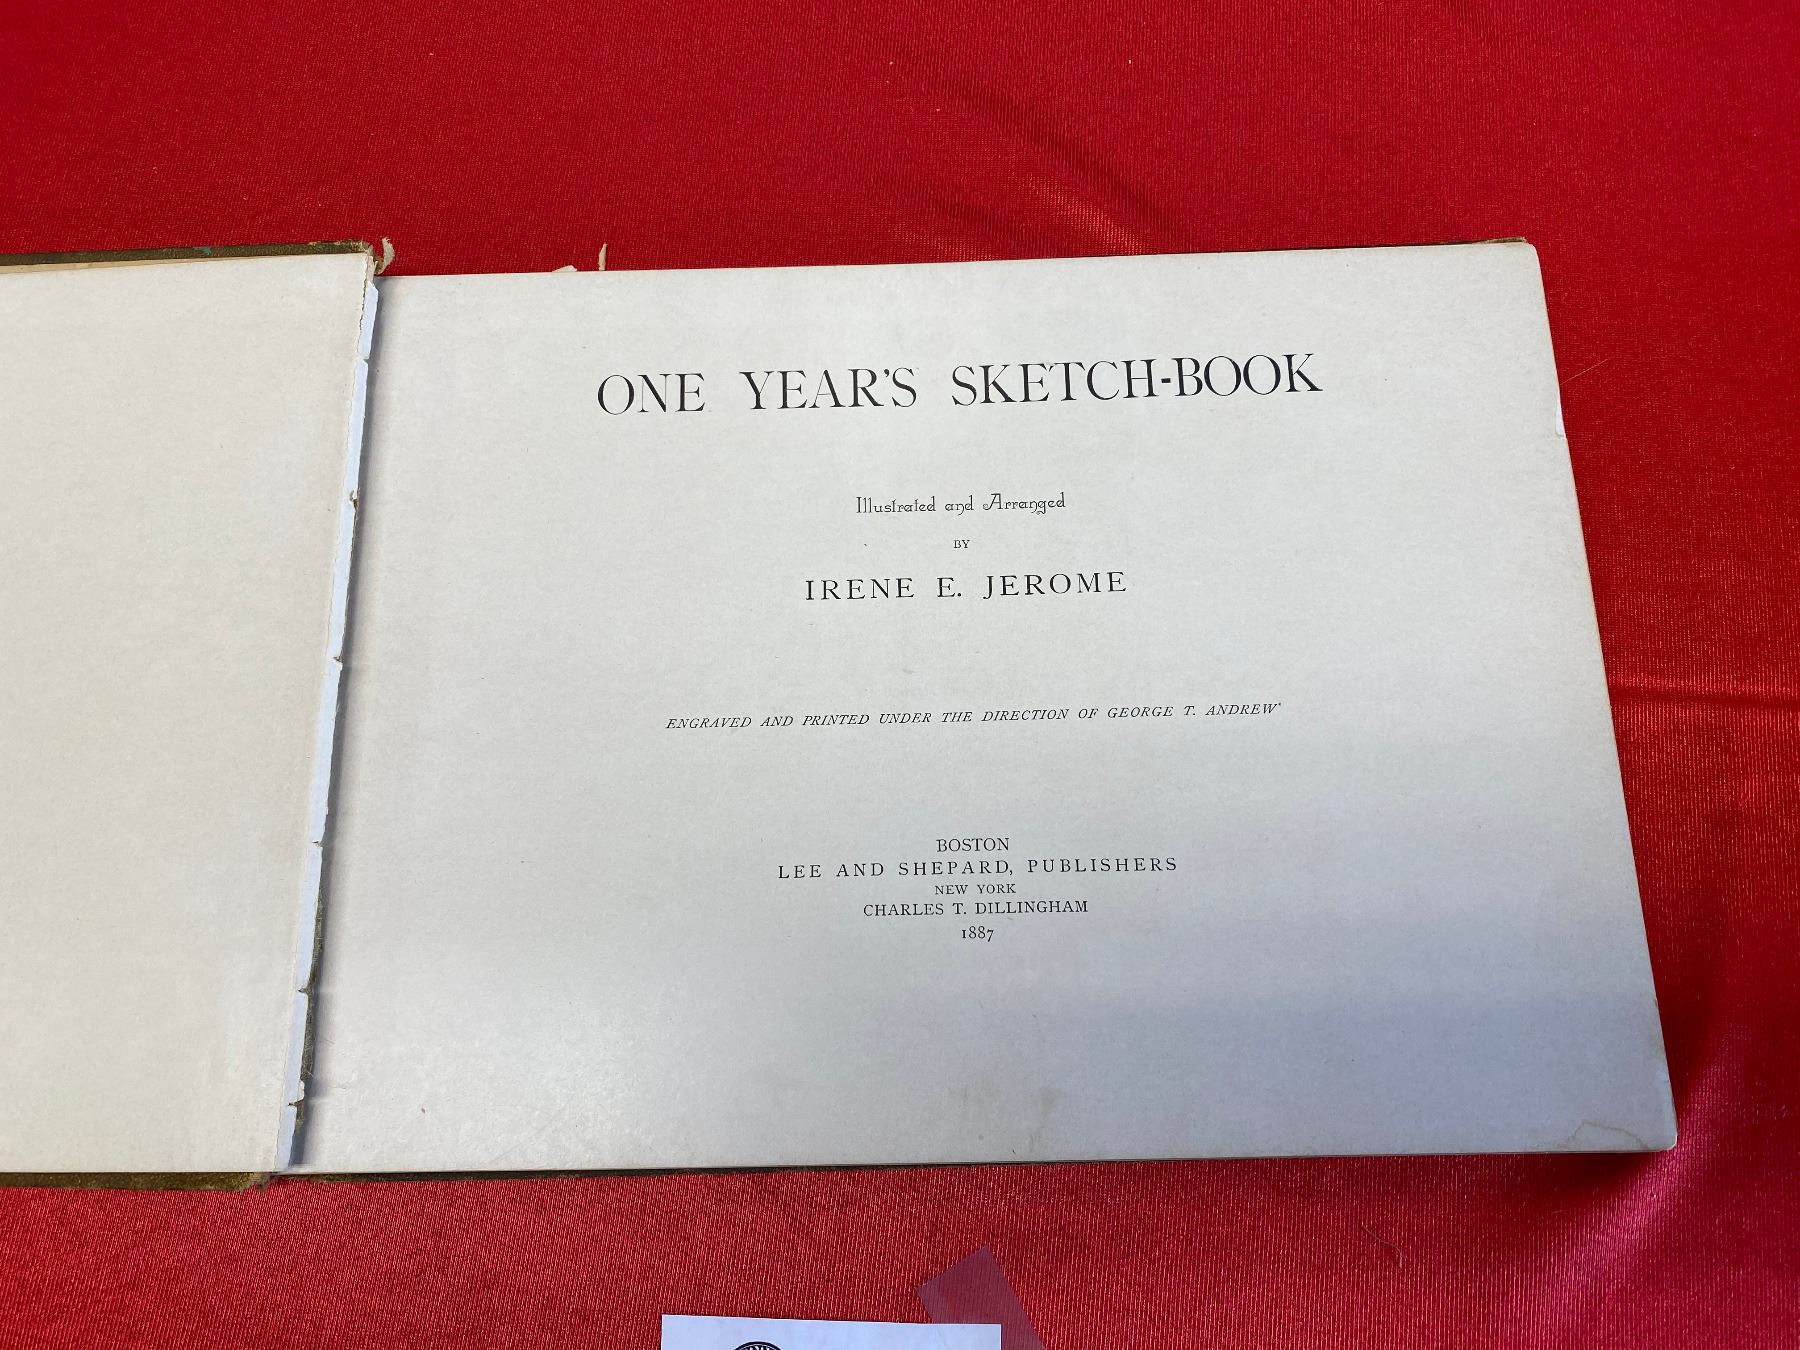 ONE YEAR'S SKETCH-BOOK
Illustrated and Arranged
BY
IRENE E. JEROME
ENGRAVED AND PRINTED UNDER THE DIRECTION OF GEORGE T. ANDREW
BOSTON
LEE AND SHEPARD, PUBLISHERS
NEW YORK
CHARLES T. DILLINGHAM
1887